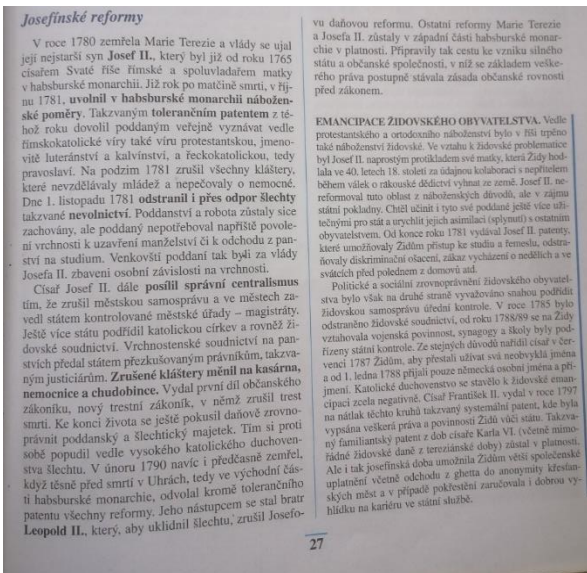 Josefínské reformy
V roce 1780 zemřela Marie Terezie a vlády se ujal
její nejstarší syn Josef II., který byl již od roku 1765
císařem Svaté říše římské a spoluvladařem matky
v habsburské monarchii. Již rok po matčině smrti, v říj-
nu 1781, uvolnil v habsburské monarchii nábožen-
ské poměry. Takzvaným tolerančním patentem z té-
hož roku dovolil poddaným veřejně vyznávat vedle
římskokatolické víry také víru protestantskou, jmeno-
vitě luteránství a kalvínství, a řeckokatolickou, tedy
pravoslaví. Na podzim 1781 zrušil všechny kláštery,
které nevzdělávaly mládež a nepečovaly o nemocné.
Dne 1. listopadu 1781 odstranil i přes odpor šlechty
takzvané nevolnictví. Poddanství a robota zůstaly sice
zachovány, ale poddaný nepotřeboval napříště povole-
ní vrchnosti k uzavření manželství či k odchodu z pan-
ství na studium. Venkovští poddaní tak byli za vlády
Josefa II. zbaveni osobní závislosti na vrchnosti.
Císař Josef II. dále posílil správní centralismus
tím, že zrušil městskou samosprávu a ve městech za-
vedl státem kontrolované městské úřady – magistráty.
Ještě více státu podřídil katolickou církev a rovněž ži-
dovské soudnictví. Vrchnostenské soudnictví na pan-
stvích předal státem přezkušovaným právníkům, takzva-
ným justiciárům. Zrušené kláštery měnil na kasárna,
nemocnice a chudobince. Vydal první díl občanského
zákoníku, nový trestní zákoník, v němž zrušil trest
smrti. Ke konci života se ještě pokusil daňově zrovno-
právnit poddanský a šlechtický majetek. Tím si proti
sobě popudil vedle vysokého katolického duchoven-
stva šlechtu. V únoru 1790 navíc i předčasně zemřel,
když těsně před smrtí v Uhrách, tedy ve východní čás-
ti habsburské monarchie, odvolal kromě tolerančního
patentu všechny reformy. Jeho nástupcem se stal bratr
Leopold II., který, aby uklidnil šlechtu, zrušil Josefo-
vu daňovou reformu. Ostatní reformy Marie Terezie
a Josefa II. zůstaly v západní části habsburské monar-
chie v platnosti. Připravily tak cestu ke vzniku silného
státu a občanské společnosti, v níž se základem veške-
rého práva postupně stávala zásada občanské rovnosti
před zákonem.
EMANCIPACE ŽIDOVSKÉHO OBYVATELSTVA. Vedle
protestantského a ortodoxního náboženství bylo v říši trpěno
také náboženství židovské. Ve vztahu k židovské problematice
byl Josef II. naprostým protikladem své matky, která Židy hod-
lala ve 40. letech 18. století za údajnou kolaboraci s nepřítelem
během válek o rakouské dědictví vyhnat ze země. Josef II. ne-
reformoval tuto oblast z náboženských důvodů, ale v zájmu
státní pokladny. Chtěl učinit i tyto své poddané ještě více uži-
tečnými pro stát a urychlit jejich asimilaci (splynutí) s ostatním
obyvatelstvem. Od konce roku 1781 vydával Josef II. patenty,
které umožňovaly Židům přístup ke studiu a řemeslu, odstra-
ňovaly diskriminační ošacení, zákaz vycházení o nedělích a ve
svátcích před polednem z domovů atd.
Politické a sociální zrovnoprávnění židovského obyvatel-
stva bylo však na druhé straně vyvažováno snahou podřídit
židovskou samosprávu úřední kontrole. V roce 1785 bylo
odstraněno židovské soudnictví, od roku 1788/89 se na Židy
vztahovala vojenská povinnost, synagogy a školy byly pod-
řízeny státní kontrole. Ze stejných důvodů nařídil císař v čer-
venci 1787 Židům, aby přestali užívat svá neobvyklá jména
a od 1. ledna 1788 přijali pouze německá osobní jména a pří-
jmení. Katolické duchovenstvo se stavělo k židovské eman-
cipaci zcela negativně. Císař František II. vydal v roce 1797
na nátlak těchto kruhů takzvaný systemální patent, kde byla
vypsána veškerá práva a povinnosti Židů vůči státu. Takzva-
ný familiantský patent z dob císaře Karla VI. (včetně mimo-
řádné židovské daně z tereziánské doby) zůstal v platnosti.
Ale i tak josefínská doba umožnila Židům větší společenské
uplatnění včetně odchodu z ghetta do anonymity křesťan-
ských měst a v případě pokřestění zaručovala i dobrou vy-
hlídku na kariéru ve státní službě.
27